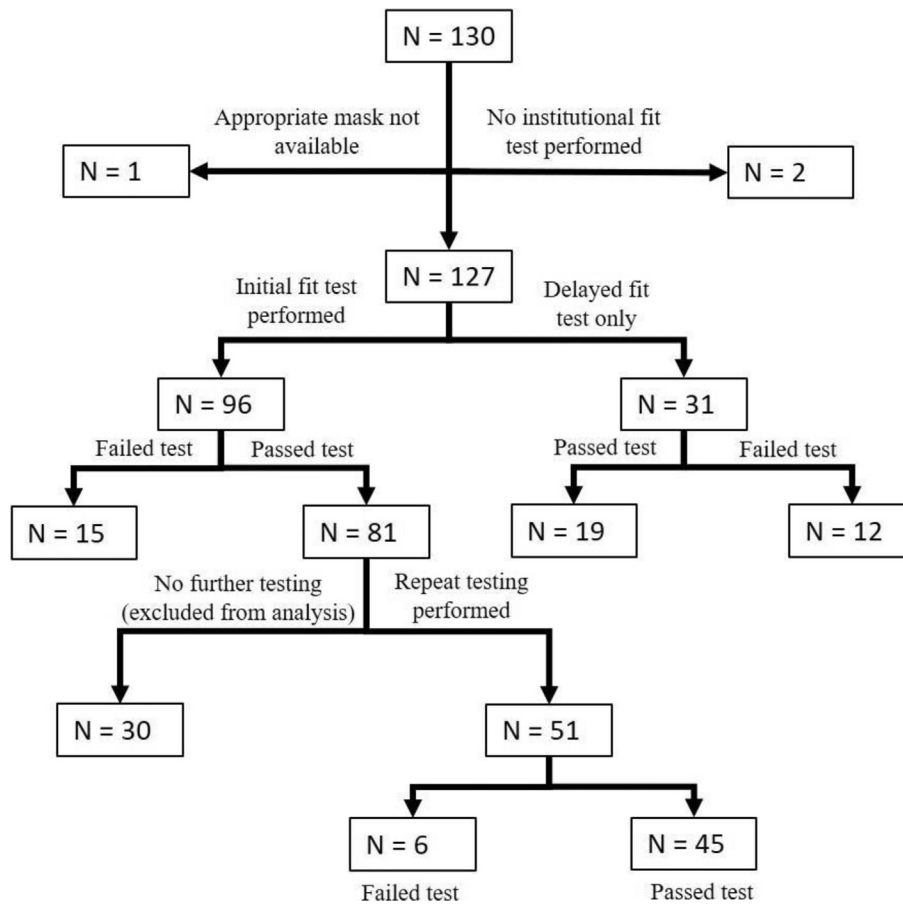 N = 130
Appropriate mask not
available
No institutional fit
test performed
N = 1
N = 2
N = 127
Initial fit test
performed
Delayed fit
test only
N = 96
N = 31
Failed test
Passed test
Passed test
Failed test
N = 15
N = 81
N = 19
N = 12
No further testing
(excluded from analysis)
Repeat testing
performed
N = 30
N = 51
N = 6
N = 45
Failed test
Passed test